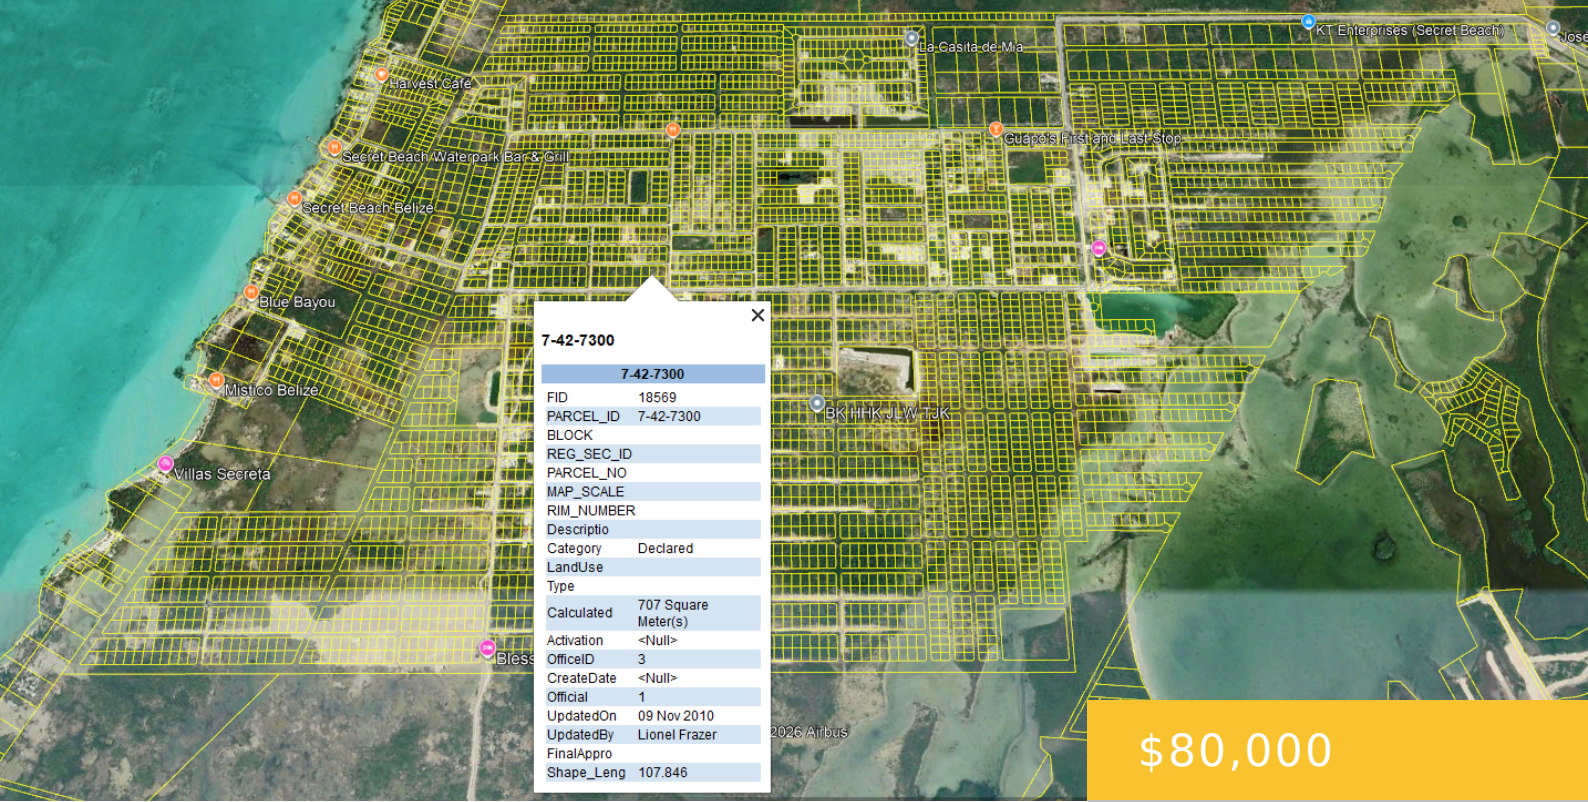 KT Enterprises (Secret Beach)
Jose
La Casita de Mia
Harvest Cafe
Guapo's First and Last Stop
Secret Beach Waterpark Bar & Grill
Secret Beach Belize
Blue Bayou
Mistico Belize
BK HHK JLW TJK
Villas Secreta
Bless
7-42-7300
7-42-7300
FID 18569
PARCEL_ID 7-42-7300
BLOCK
REG_SEC_ID
PARCEL_NO
MAP_SCALE
RIM_NUMBER
Descriptio
Category Declared
LandUse
Type
Calculated 707 Square
Meter(s)
Activation <Null>
OfficeID 3
CreateDate <Null>
Official 1
UpdatedOn 09 Nov 2010
UpdatedBy Lionel Frazer
FinalAppro
Shape_Leng 107.846
2026 Airbus
$80,000